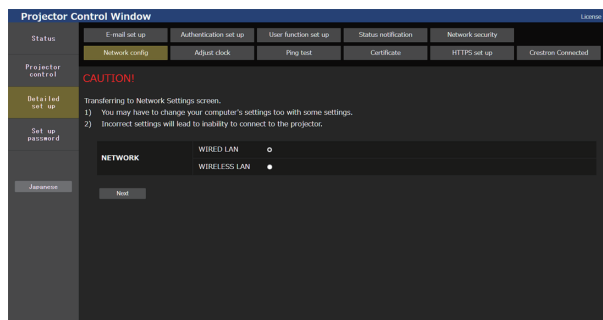 Projector Control Window
License
Status
E-mail set up
Authentication set up
User function set up
Status notification
Network security
Network config
Adjust clock
Ping test
Certificate
HTTPS set up
Crestron Connected
Projector control
Detailed set up
Set up password
Japanese
CAUTION!
Transferring to Network Settings screen.
1) You may have to change your computer's settings too with some settings.
2) Incorrect settings will lead to inability to connect to the projector.
NETWORK
WIRED LAN
WIRELESS LAN
Next